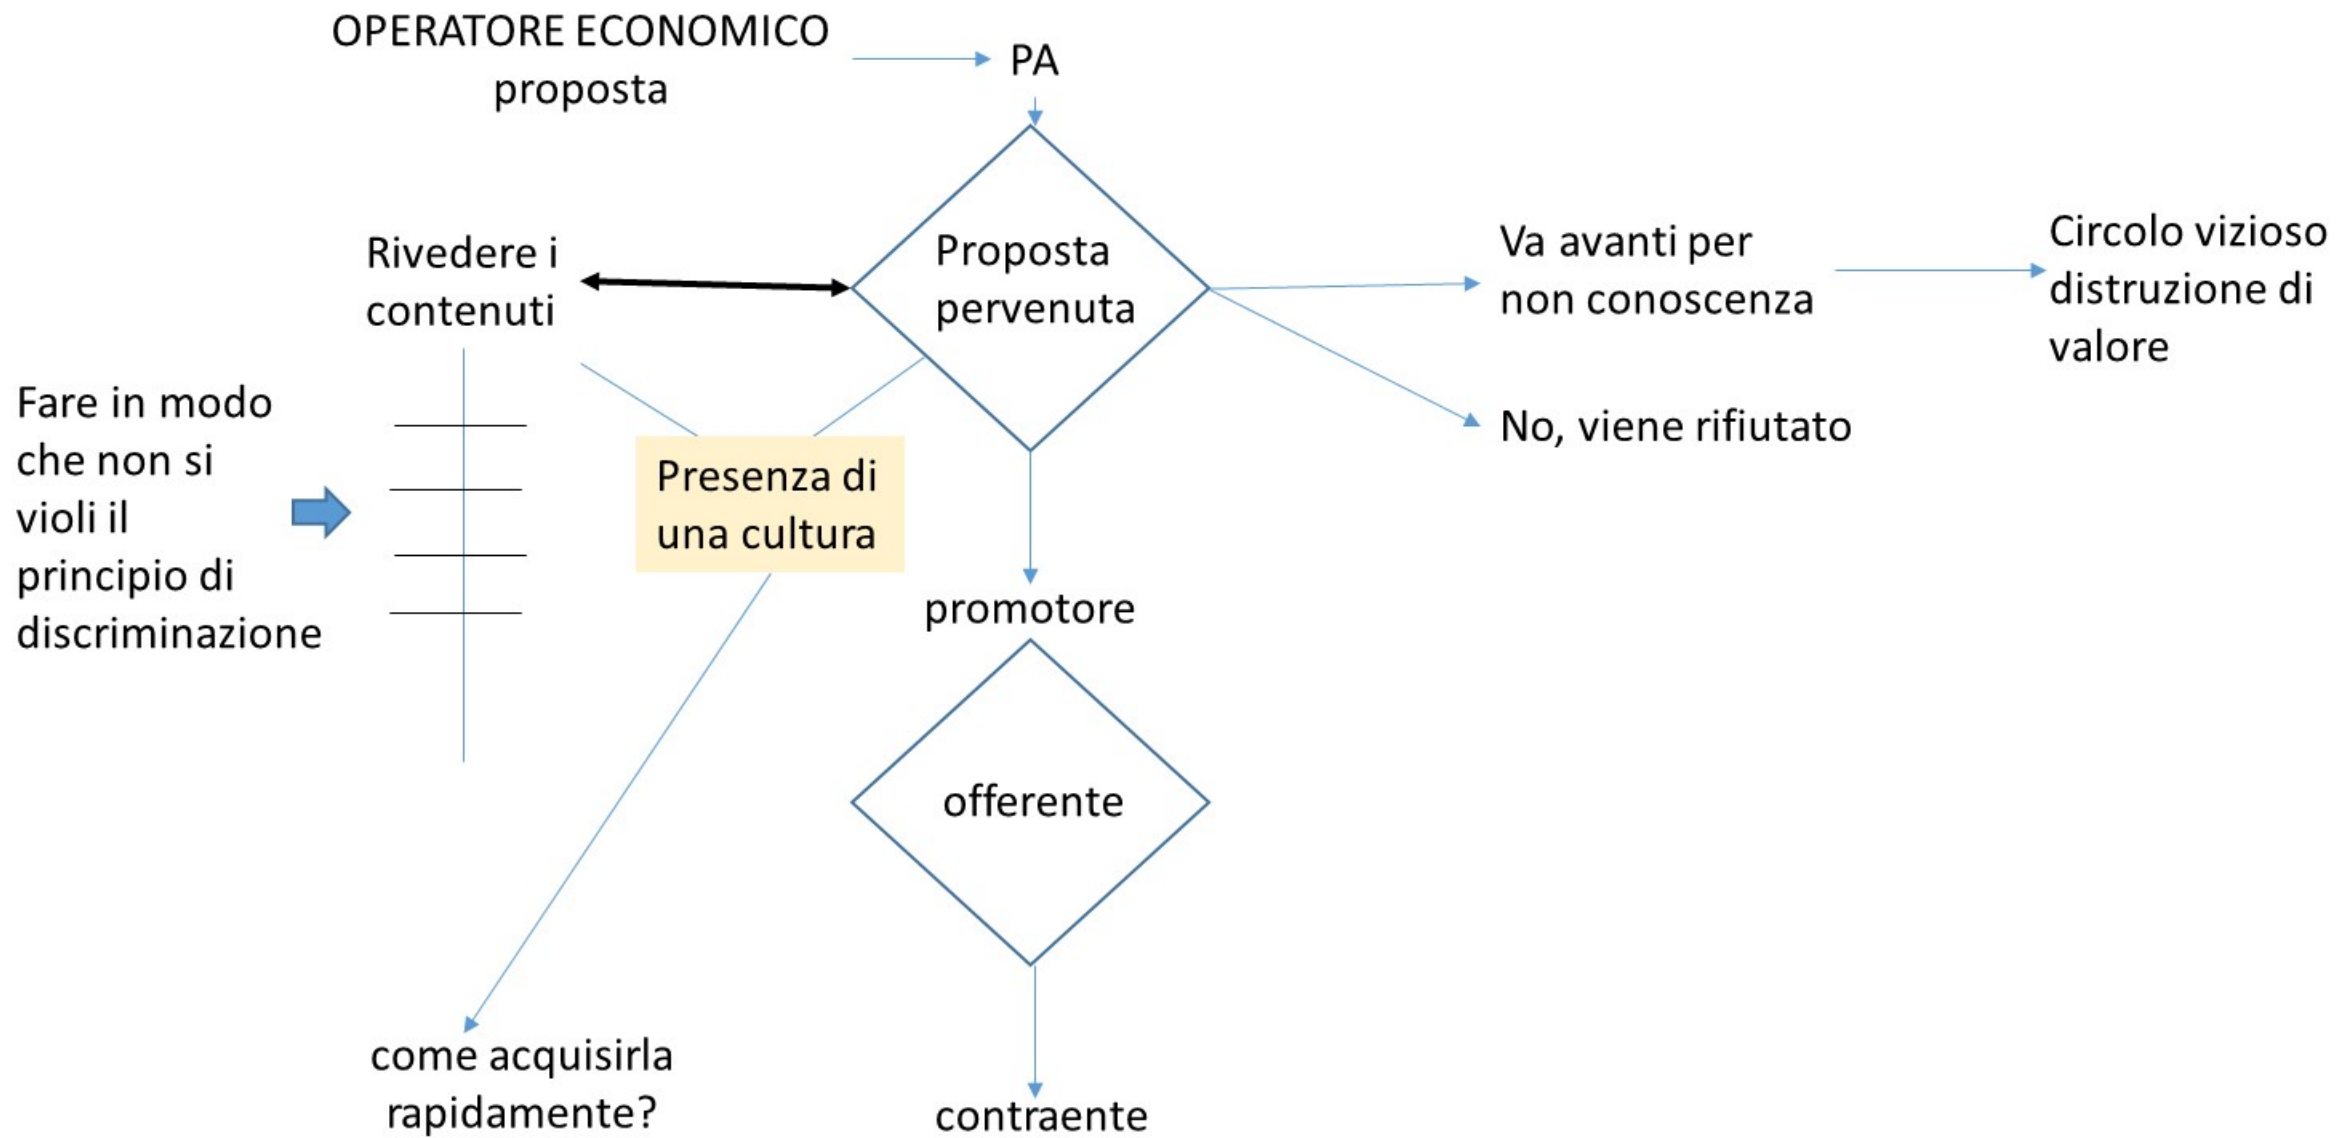 OPERATORE ECONOMICO
proposta
PA
Proposta
pervenuta
Rivedere i
contenuti
Va avanti per
non conoscenza
Circolo vizioso
distruzione di
valore
No, viene rifiutato
Fare in modo
che non si
violi il
principio di
discriminazione
Presenza di
una cultura
promotore
offerente
come acquisirla
rapidamente?
contraente